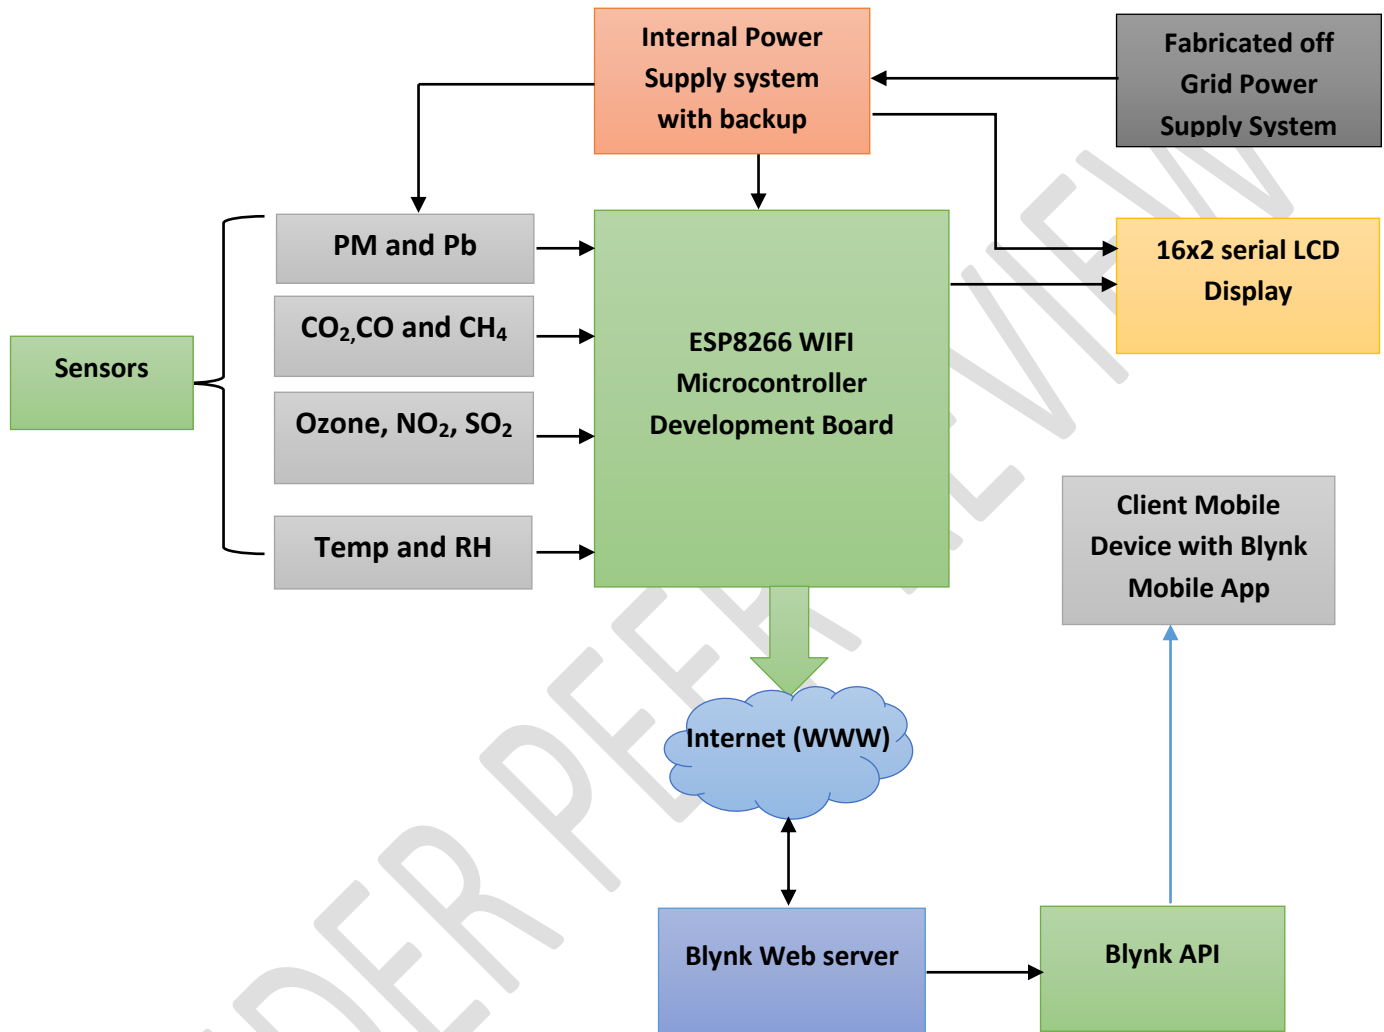 Internal Power
Supply system
with backup
Fabricated off
Grid Power
Supply System
PM and Pb
16x2 serial LCD
Display
CO₂,CO and CH₄
ESP8266 WIFI
Microcontroller
Development Board
Sensors
Ozone, NO₂, SO₂
Temp and RH
Client Mobile
Device with Blynk
Mobile App
Internet (WWW)
Blynk Web server
Blynk API
DER PEER REVIEW